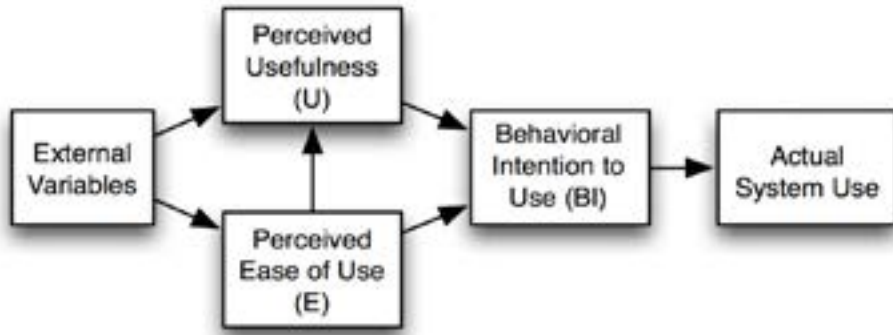 Perceived
Usefulness
(U)
External
Variables
Behavioral
Intention to
Use (BI)
Actual
System Use
Perceived
Ease of Use
(E)